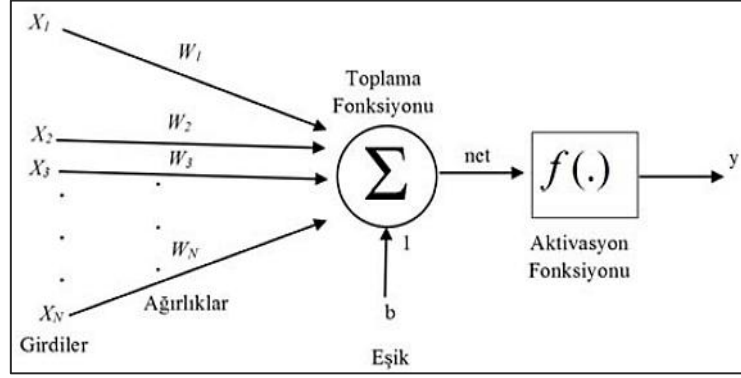 X1
W1
Toplama
Fonksiyonu
X2
W2
X3
W3
Σ
net
f(.)
y
1
WN
Aktivasyon
Fonksiyonu
XN
Ağırlıklar
b
Girdiler
Eşik